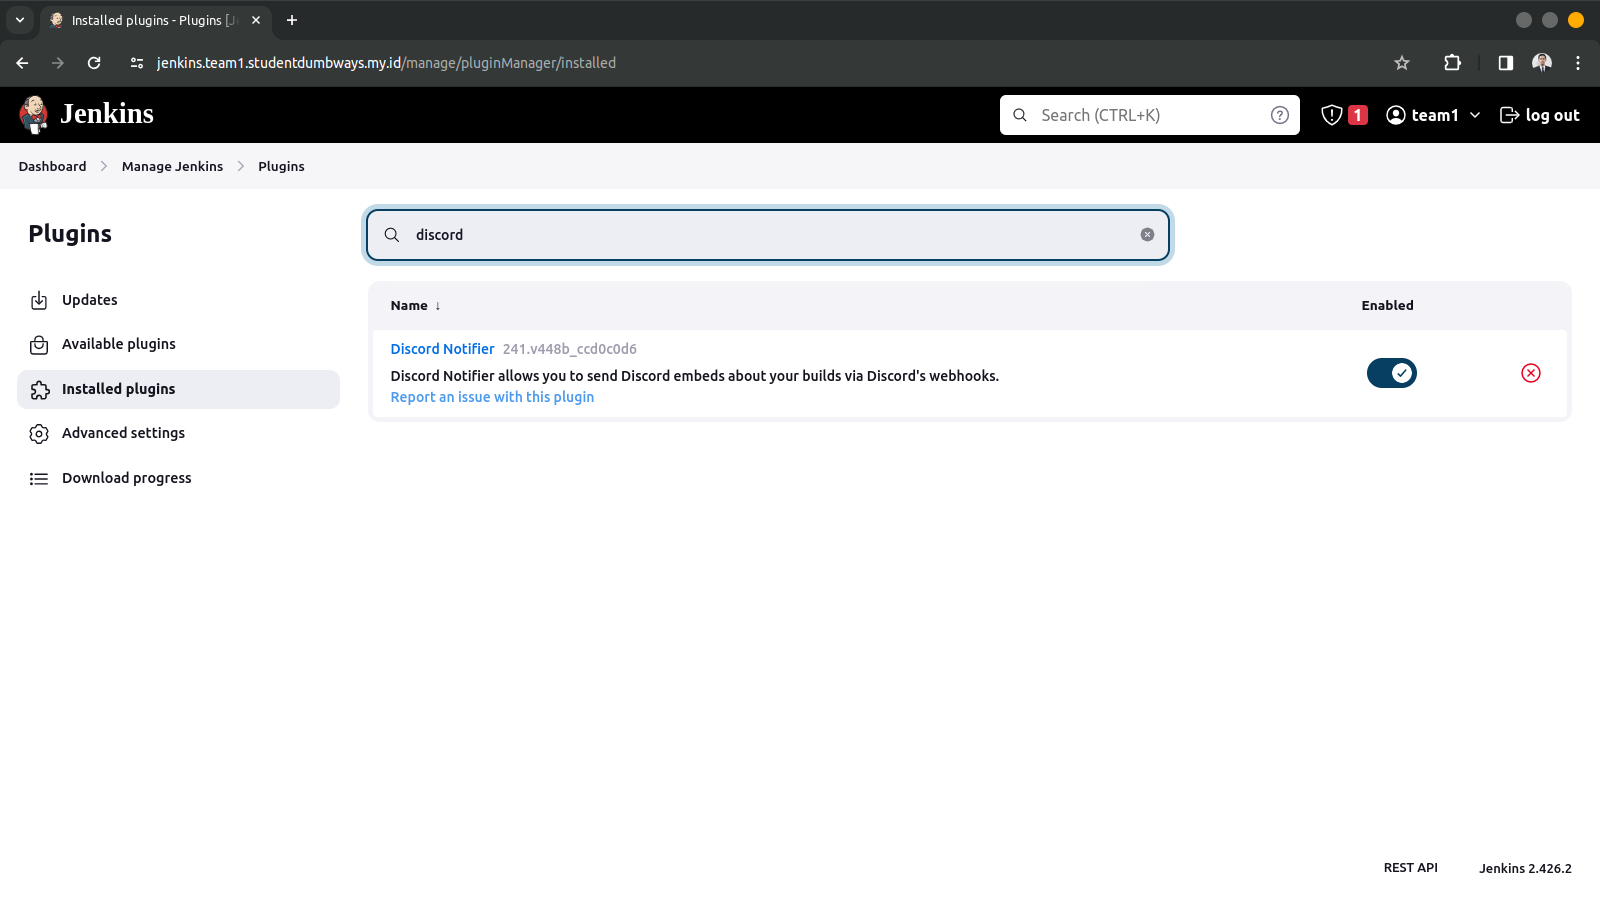 Installed plugins - Plugins [J
jenkins.team1.studentdumbways.my.id/manage/pluginManager/installed
Jenkins
Search (CTRL+K)
?
1
team1
log out
Dashboard
Manage Jenkins
Plugins
Plugins
discord
Updates
Available plugins
Installed plugins
Advanced settings
Download progress
Name ↓
Enabled
Discord Notifier 241.v448b_ccd0c0d6
Discord Notifier allows you to send Discord embeds about your builds via Discord's webhooks.
Report an issue with this plugin
REST API
Jenkins 2.426.2